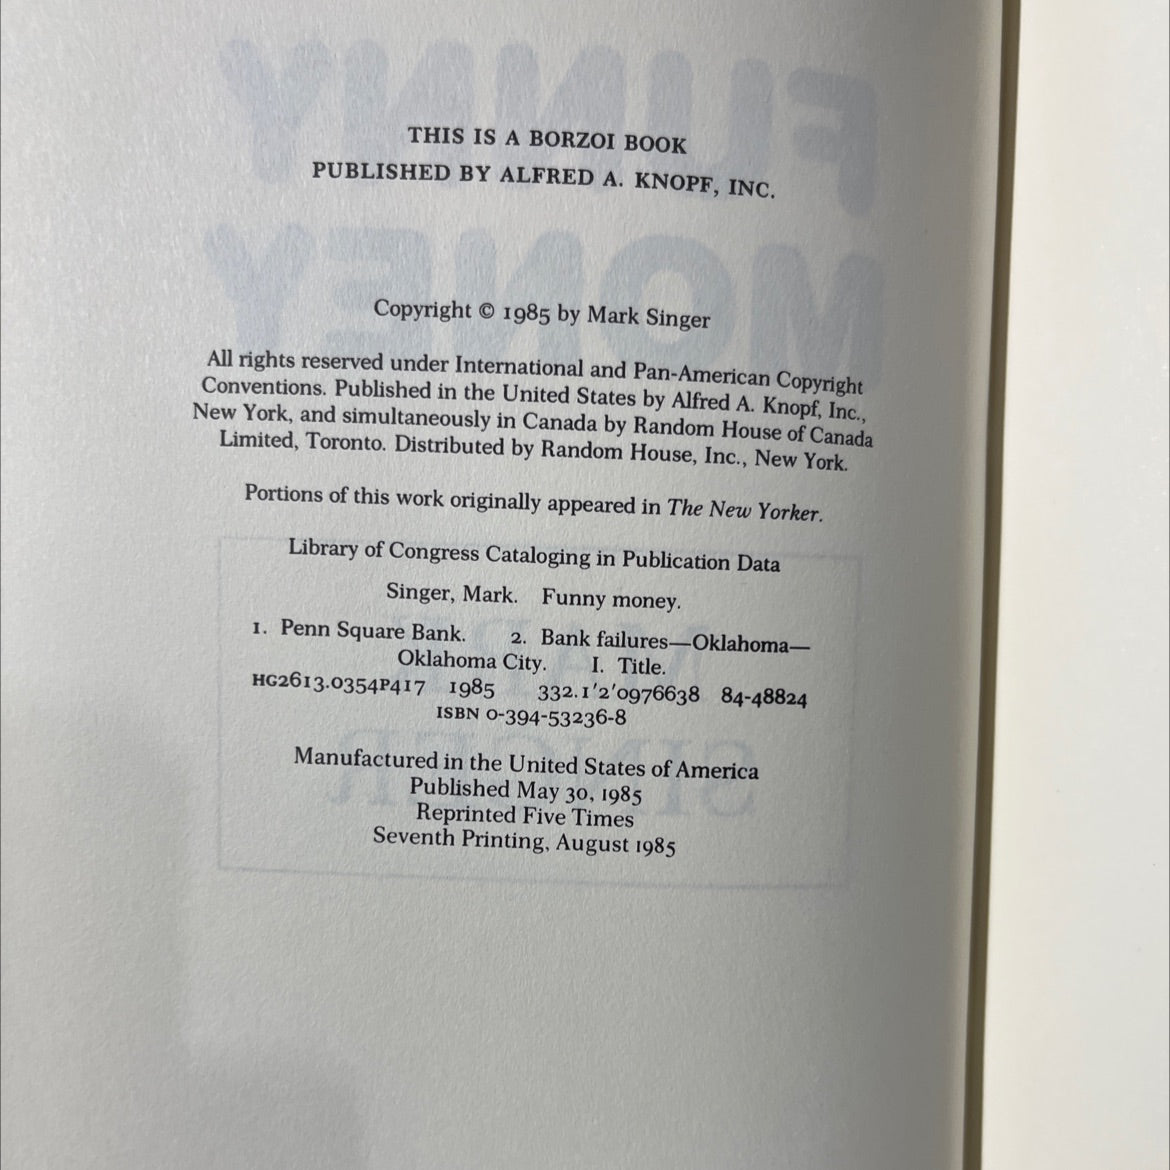 THIS IS A BORZOI BOOK
PUBLISHED BY ALFRED A. KNOPF, INC.
Copyright © 1985 by Mark Singer
All rights reserved under International and Pan-American Copyright
Conventions. Published in the United States by Alfred A. Knopf, Inc.,
New York, and simultaneously in Canada by Random House of Canada
Limited, Toronto. Distributed by Random House, Inc., New York.
Portions of this work originally appeared in The New Yorker.
Library of Congress Cataloging in Publication Data
Singer, Mark. Funny money.
1. Penn Square Bank. 2. Bank failures—Oklahoma—
Oklahoma City. I. Title.
HG2613.O354P417 1985 332.1′2′0976638 84-48824
ISBN 0-394-53236-8
Manufactured in the United States of America
Published May 30, 1985
Reprinted Five Times
Seventh Printing, August 1985
FUNNY
MONEY
MARK
SINGER